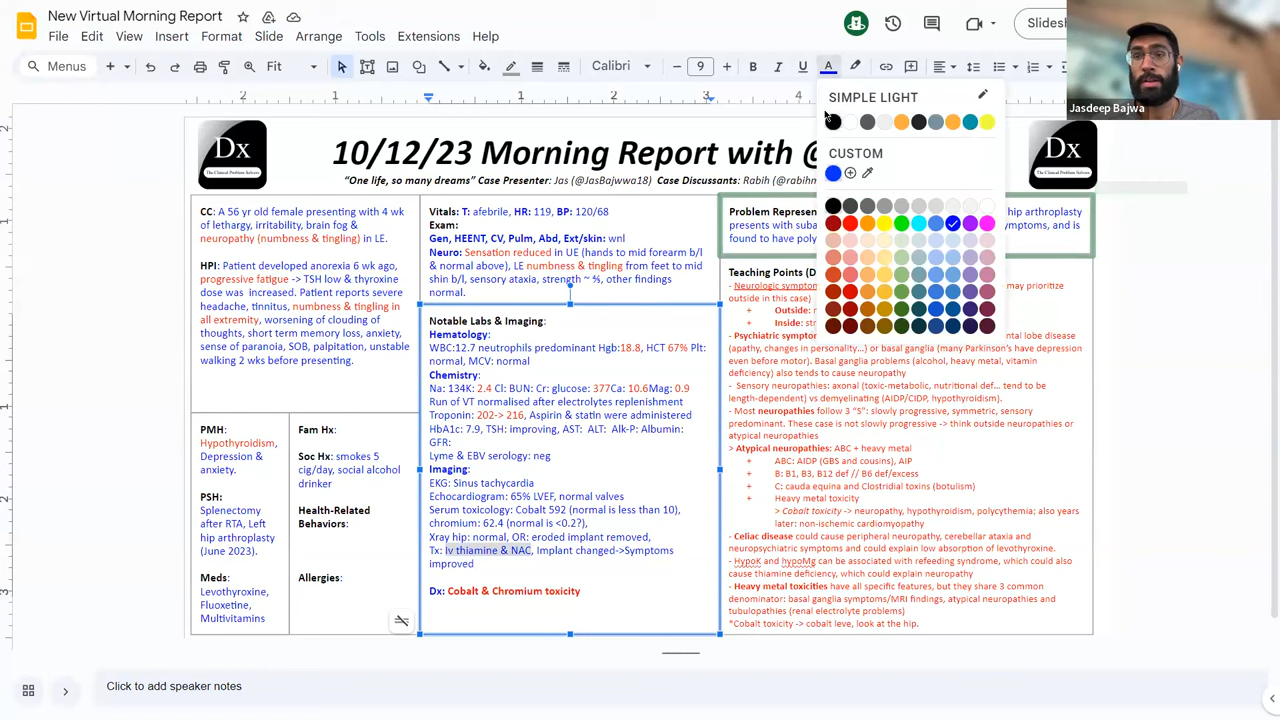 New Virtual Morning Report
File Edit View Insert Format Slide Arrange Tools Extensions Help
Slidesh
Menus
Fit
Calibri
9
SIMPLE LIGHT
CUSTOM
Jasdeep Bajwa
2 1 1 2 3 4
Dx
The Clinical Problem Solvers
10/12/23 Morning Report with @
"One life, so many dreams" Case Presenter: Jas (@JasBajwwa18) Case Discussants: Rabih (@rabihm
Dx
The Clinical Problem Solvers
CC: A 56 yr old female presenting with 4 wk
of lethargy, irritability, brain fog &
neuropathy (numbness & tingling) in LE.
HPI: Patient developed anorexia 6 wk ago,
progressive fatigue -> TSH low & thyroxine
dose was increased. Patient reports severe
headache, tinnitus, numbness & tingling in
all extremity, worsening of clouding of
thoughts, short term memory loss, anxiety,
sense of paranoia, SOB, palpitation, unstable
walking 2 wks before presenting.
PMH:
Hypothyroidism,
Depression &
anxiety.
PSH:
Splenectomy
after RTA, Left
hip arthroplasty
(June 2023).
Meds:
Levothyroxine,
Fluoxetine,
Multivitamins
Fam Hx:
Soc Hx: smokes 5
cig/day, social alcohol
drinker
Health-Related
Behaviors:
Allergies:
Vitals: T: afebrile, HR: 119, BP: 120/68
Exam:
Gen, HEENT, CV, Pulm, Abd, Ext/skin: wnl
Neuro: Sensation reduced in UE (hands to mid forearm b/l
& normal above), LE numbness & tingling from feet to mid
shin b/l, sensory ataxia, strength ~ ⅘, other findings
normal.
Notable Labs & Imaging:
Hematology:
WBC:12.7 neutrophils predominant Hgb:18.8, HCT 67% Plt:
normal, MCV: normal
Chemistry:
Na: 134K: 2.4 Cl: BUN: Cr: glucose: 377Ca: 10.6Mag: 0.9
Run of VT normalised after electrolytes replenishment
Troponin: 202-> 216, Aspirin & statin were administered
HbA1c: 7.9, TSH: improving, AST: ALT: Alk-P: Albumin:
GFR:
Lyme & EBV serology: neg
Imaging:
EKG: Sinus tachycardia
Echocardiogram: 65% LVEF, normal valves
Serum toxicology: Cobalt 592 (normal is less than 10),
chromium: 62.4 (normal is <0.2?),
Xray hip: normal, OR: eroded implant removed,
Tx: Iv thiamine & NAC, Implant changed->Symptoms
improved
Dx: Cobalt & Chromium toxicity
Problem Represen hip arthroplasty
presents with suba mptoms, and is
found to have poly
Teaching Points (D
- Neurologic symptom may prioritize
outside in this case)
+ Outside:
+ Inside: str
- Psychiatric symptom ntal lobe disease
(apathy, changes in personality...) or basal ganglia (many Parkinson's have depression
even before motor). Basal ganglia problems (alcohol, heavy metal, vitamin
deficiency) also tends to cause neuropathy
- Sensory neuropathies: axonal (toxic-metabolic, nutritional def... tend to be
length-dependent) vs demyelinating (AIDP/CIDP, hypothyroidism).
- Most neuropathies follow 3 "S": slowly progressive, symmetric, sensory
predominant. These case is not slowly progressive -> think outside neuropathies or
atypical neuropathies
> Atypical neuropathies: ABC + heavy metal
+ ABC: AIDP (GBS and cousins), AIP
+ B: B1, B3, B12 def // B6 def/excess
+ C: cauda equina and Clostridial toxins (botulism)
+ Heavy metal toxicity
> Cobalt toxicity -> neuropathy, hypothyroidism, polycythemia; also years
later: non-ischemic cardiomyopathy
- Celiac disease could cause peripheral neuropathy, cerebellar ataxia and
neuropsychiatric symptoms and could explain low absorption of levothyroxine.
- HypoK and hypoMg can be associated with refeeding syndrome, which could also
cause thiamine deficiency, which could explain neuropathy
- Heavy metal toxicities have all specific features, but they share 3 common
denominator: basal ganglia symptoms/MRI findings, atypical neuropathies and
tubulopathies (renal electrolyte problems)
*Cobalt toxicity -> cobalt leve, look at the hip.
Click to add speaker notes